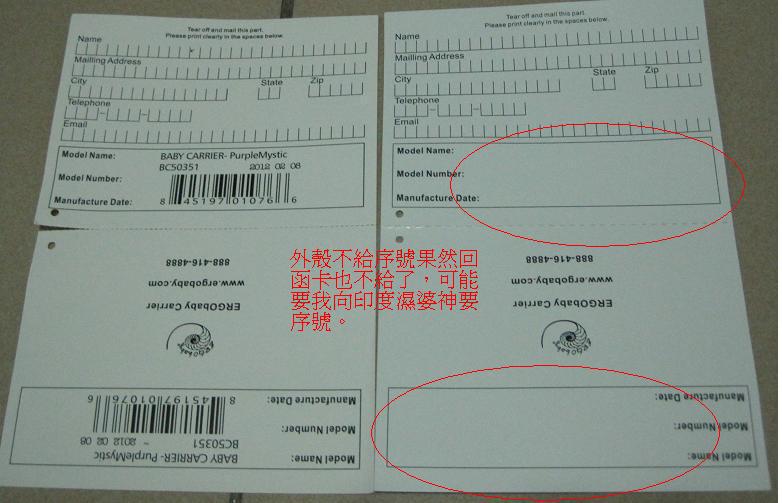 Tear off and mail this part.
Please print clearly in the spaces below.
Name
Mailling Address
City State Zip
Telephone
Email
Model Name: BABY CARRIER- PurpleMystic
BC50351 2012 02 08
Model Number:
Manufacture Date: 8 45197 01076 6
Tear off and mail this part.
Please print clearly in the spaces below.
Name
Mailling Address
City State Zip
Telephone
Email
Model Name:
Model Number:
Manufacture Date:
外殼不給序號果然回
函卡也不給了，可能
要我向印度濕婆神要
序號。
888-416-4888
www.ergobaby.com
ERGObaby Carrier
ergobaby
Manufacture Date: 8 45197 01076 6
Model Number:
BC50351 ~ 2012 02 08
Model Name: BABY CARRIER- PurpleMystic
888-416-4888
www.ergobaby.com
ERGObaby Carrier
ergobaby
Manufacture Date:
Model Number:
Model Name: